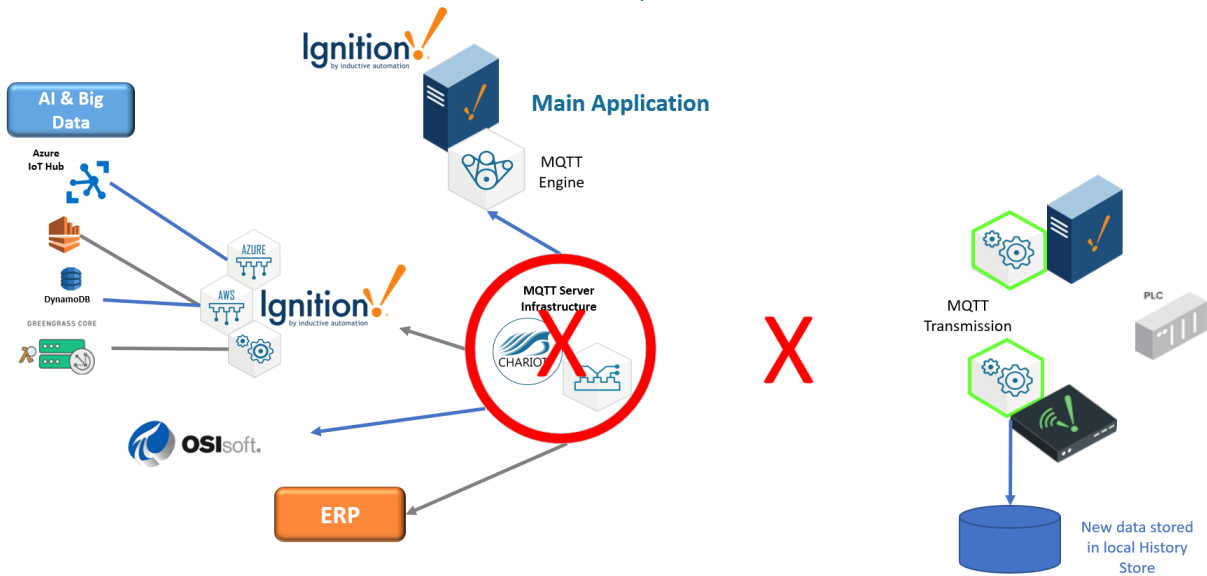 Ignition!
by inductive automation
AI & Big
Data
Main Application
Azure
IoT Hub
MQTT
Engine
AZURE
DynamoDB
AWS
Ignition!
by inductive automation
GREENGRASS CORE
MQTT Server
Infrastructure
CHARIOT
X
X
MQTT
Transmission
PLC
OSIsoft.
ERP
New data stored
in local History
Store